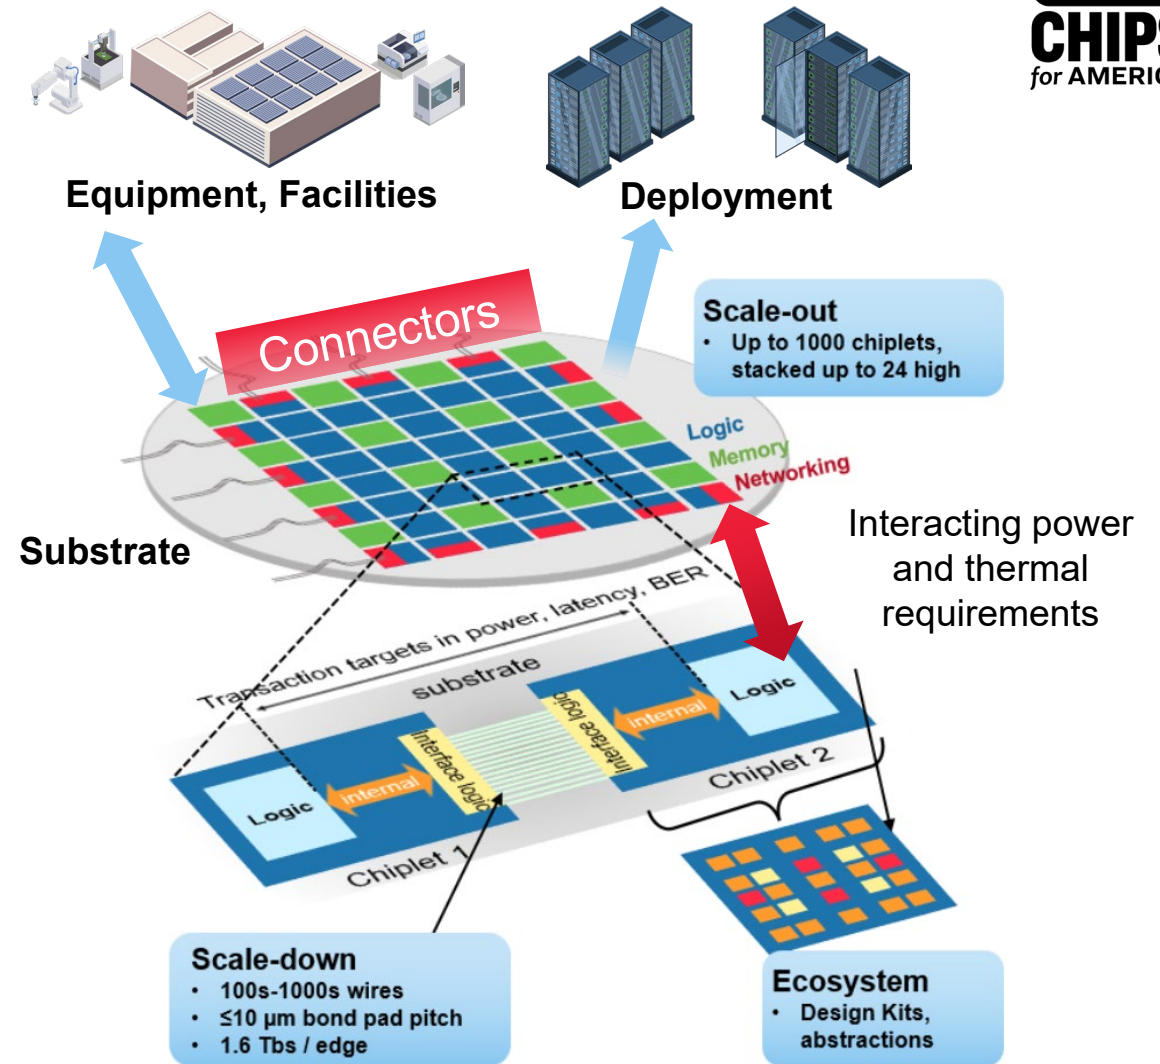 CHIPS
for AMERIC
Equipment, Facilities
Deployment
Connectors
Scale-out
• Up to 1000 chiplets,
stacked up to 24 high
Logic
Memory
Networking
Substrate
Interacting power
and thermal
requirements
Transaction targets in power, latency, BER
substrate
Logic
internal
Interface logic
Interface logic
internal
Logic
Chiplet 1
Chiplet 2
Scale-down
• 100s-1000s wires
• ≤10 µm bond pad pitch
• 1.6 Tbs / edge
Ecosystem
• Design Kits,
abstractions